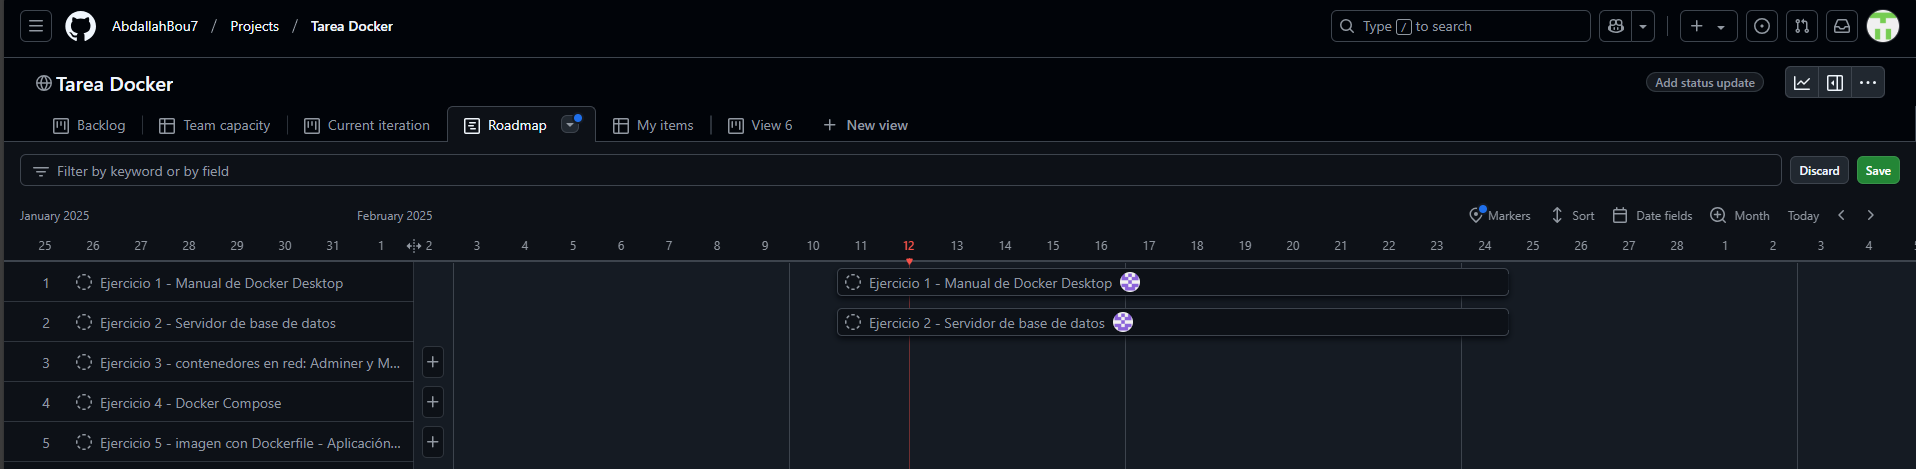 AbdallahBou7 / Projects / Tarea Docker Type / to search
Tarea Docker Add status update
Backlog Team capacity Current iteration Roadmap My items View 6 + New view
Filter by keyword or by field Discard Save
January 2025 February 2025 Markers Sort Date fields Month Today
25 26 27 28 29 30 31 1 2 3 4 5 6 7 8 9 10 11 12 13 14 15 16 17 18 19 20 21 22 23 24 25 26 27 28 1 2 3 4
1 Ejercicio 1 - Manual de Docker Desktop Ejercicio 1 - Manual de Docker Desktop
2 Ejercicio 2 - Servidor de base de datos Ejercicio 2 - Servidor de base de datos
3 Ejercicio 3 - contenedores en red: Adminer y M... +
4 Ejercicio 4 - Docker Compose +
5 Ejercicio 5 - imagen con Dockerfile - Aplicación... +